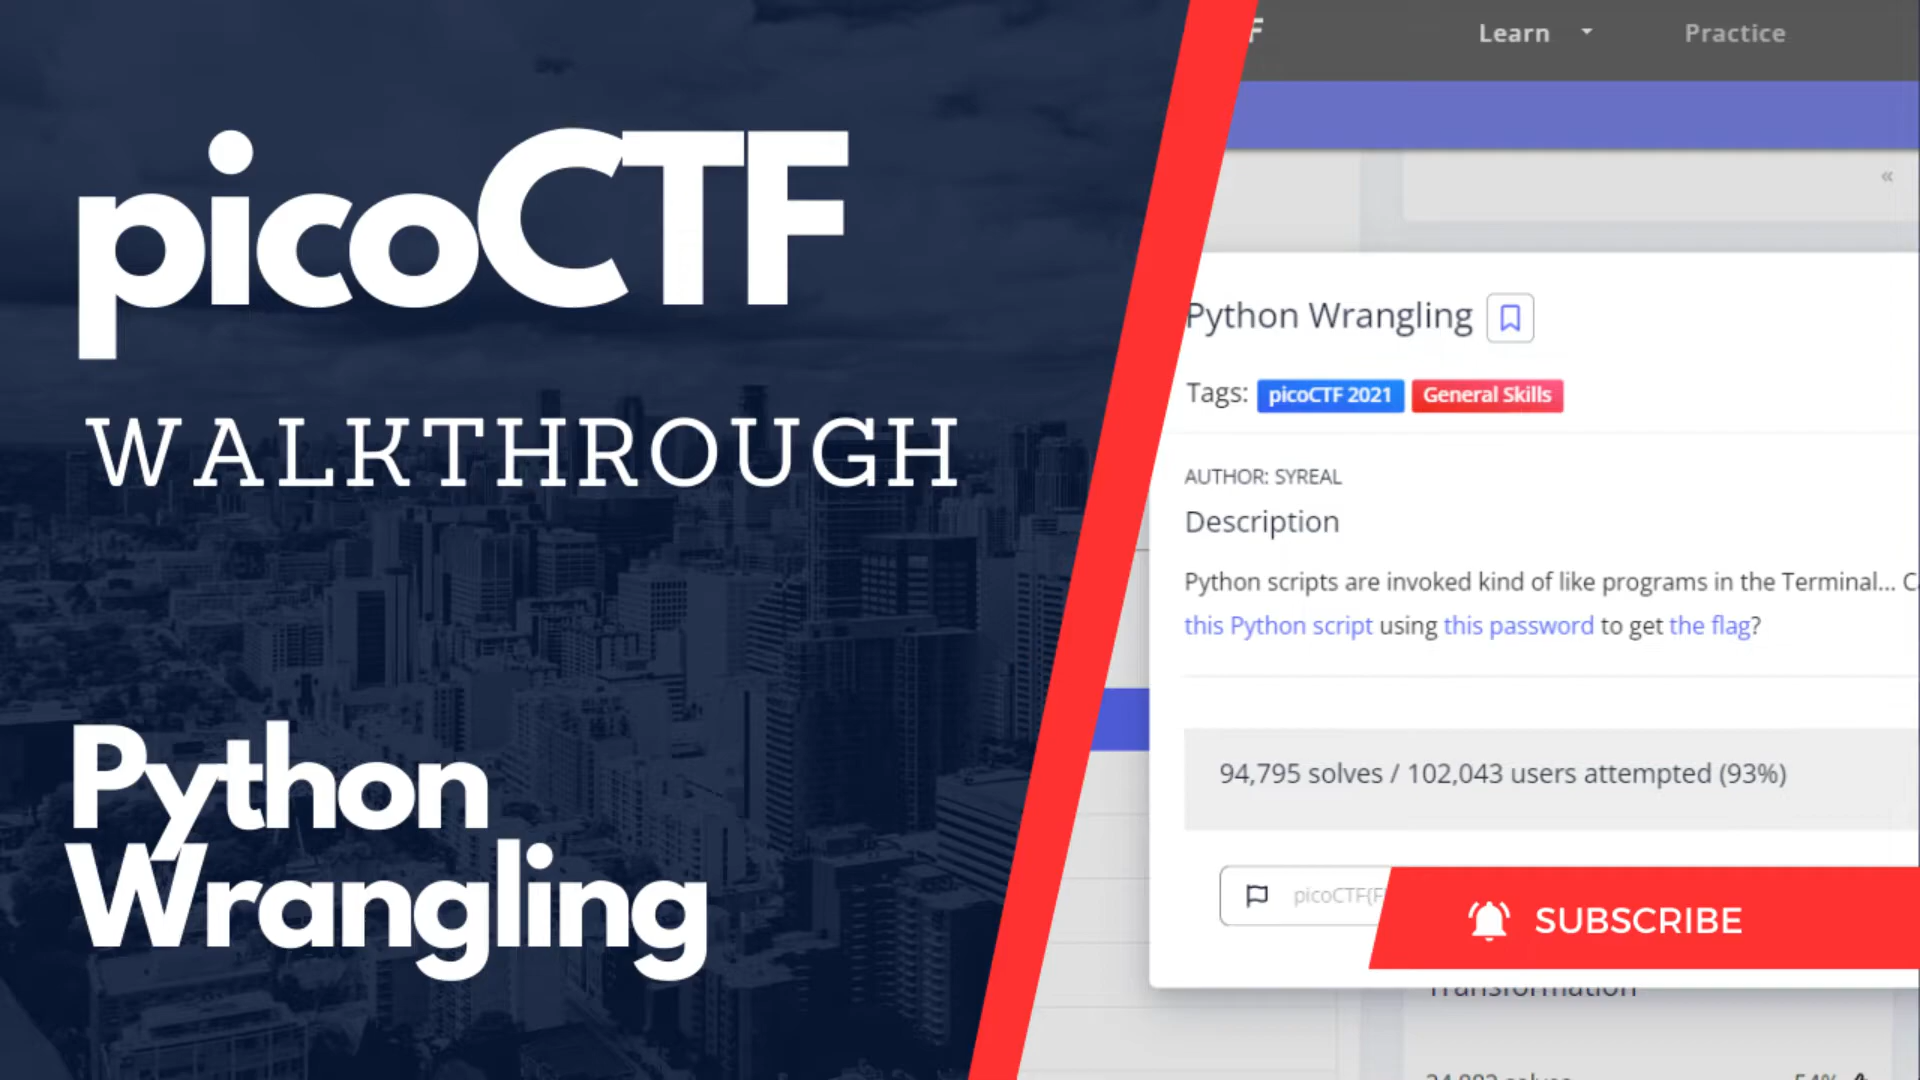 picoCTF
WALKTHROUGH
Python
Wrangling
F
Learn
Practice
«
Python Wrangling
Tags: picoCTF 2021 General Skills
AUTHOR: SYREAL
Description
Python scripts are invoked kind of like programs in the Terminal... C
this Python script using this password to get the flag?
94,795 solves / 102,043 users attempted (93%)
picoCTF{F
SUBSCRIBE
Transformation